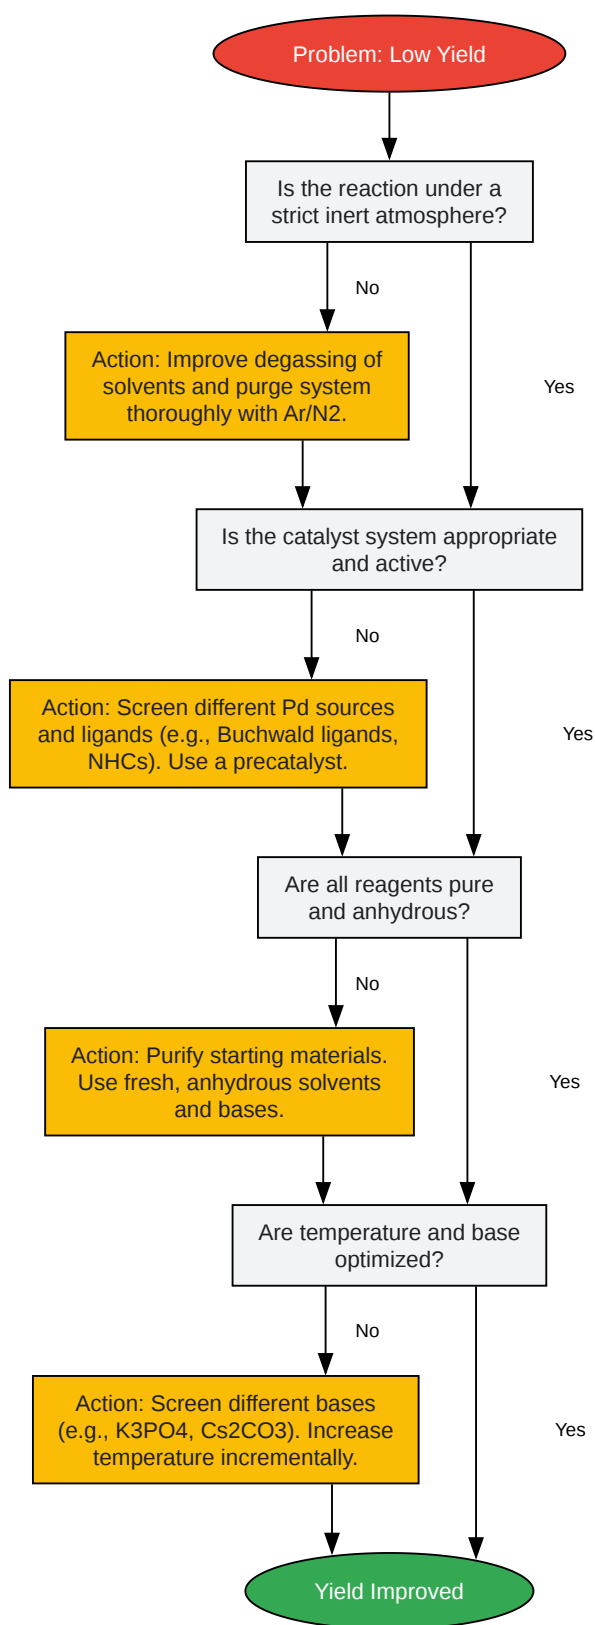 Problem: Low Yield
Is the reaction under a
strict inert atmosphere?
No
Action: Improve degassing of
solvents and purge system
thoroughly with Ar/N2.
Yes
Is the catalyst system appropriate
and active?
No
Action: Screen different Pd sources
and ligands (e.g., Buchwald ligands,
NHCs). Use a precatalyst.
Yes
Are all reagents pure
and anhydrous?
No
Action: Purify starting materials.
Use fresh, anhydrous solvents
and bases.
Yes
Are temperature and base
optimized?
No
Action: Screen different bases
(e.g., K3PO4, Cs2CO3). Increase
temperature incrementally.
Yes
Yield Improved